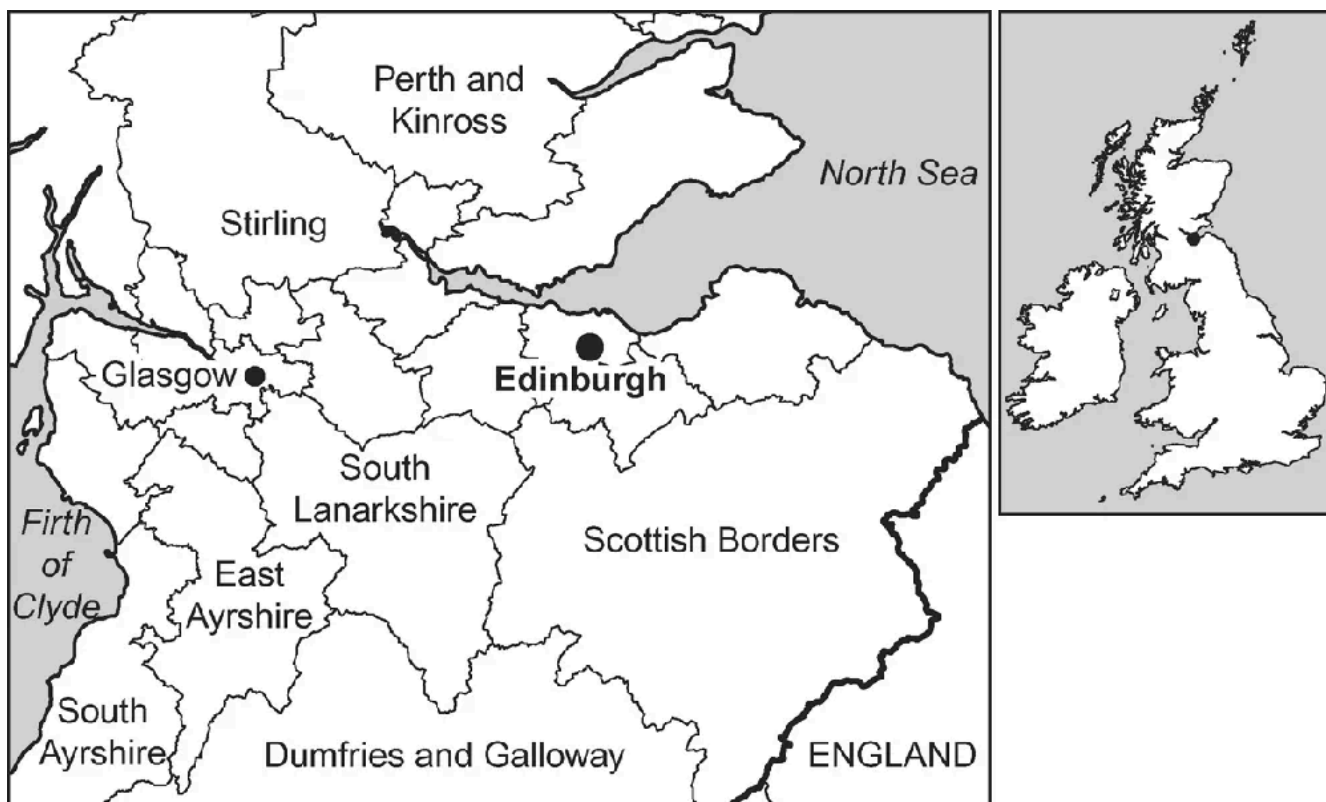 Perth and
Kinross
North Sea
Stirling
Glasgow
Edinburgh
South
Lanarkshire
Scottish Borders
Firth
of
Clyde
East
Ayrshire
South
Ayrshire
Dumfries and Galloway
ENGLAND